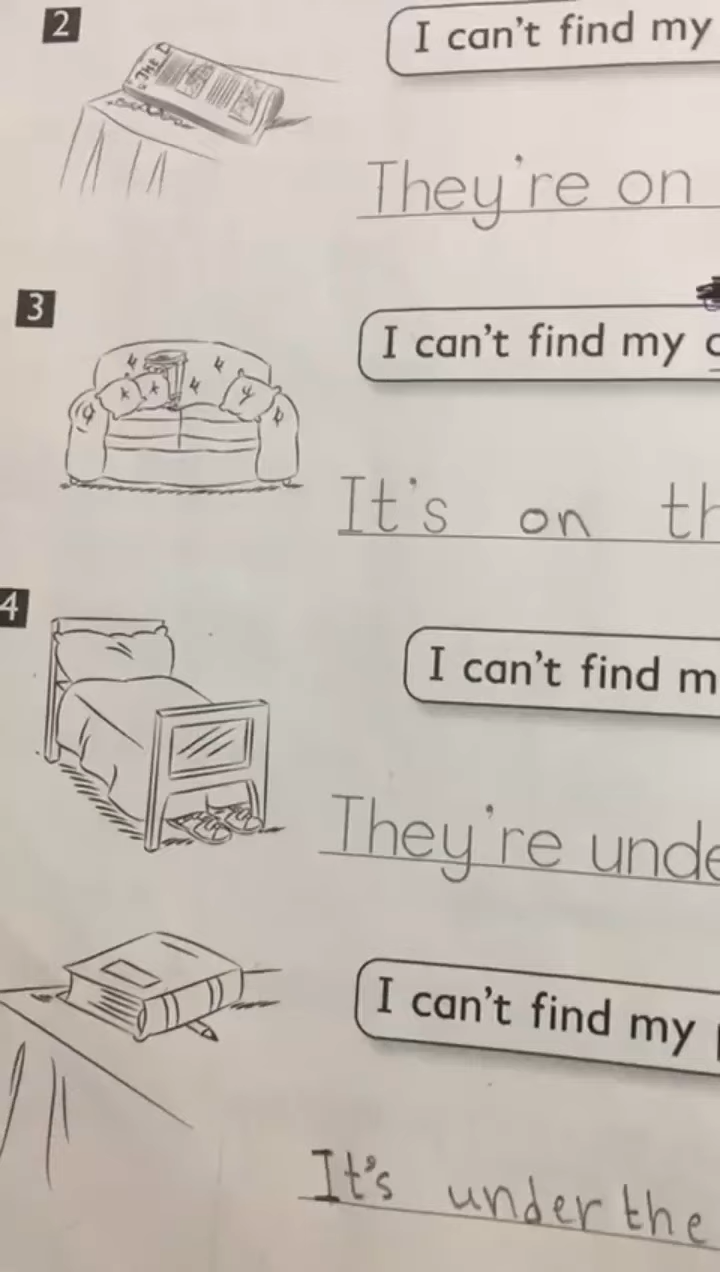 2
I can't find my
The D
They're on
3
I can't find my
It's on th
4
I can't find m
They're unde
I can't find my
It's under the